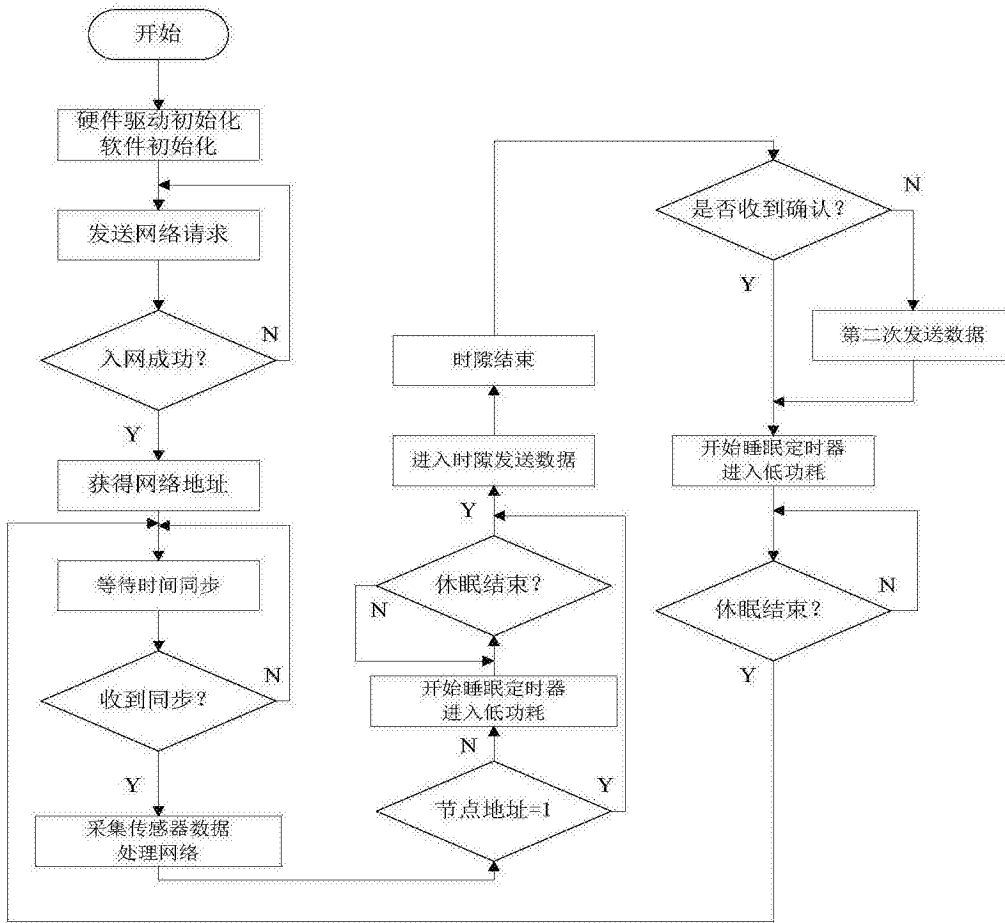 开始
硬件驱动初始化
软件初始化
发送网络请求
入网成功?
N
Y
获得网络地址
等待时间同步
收到同步?
N
Y
采集传感器数据
处理网络
节点地址=1
N
Y
开始睡眠定时器
进入低功耗
休眠结束?
N
Y
进入时隙发送数据
时隙结束
是否收到确认?
N
Y
第二次发送数据
开始睡眠定时器
进入低功耗
休眠结束?
N
Y